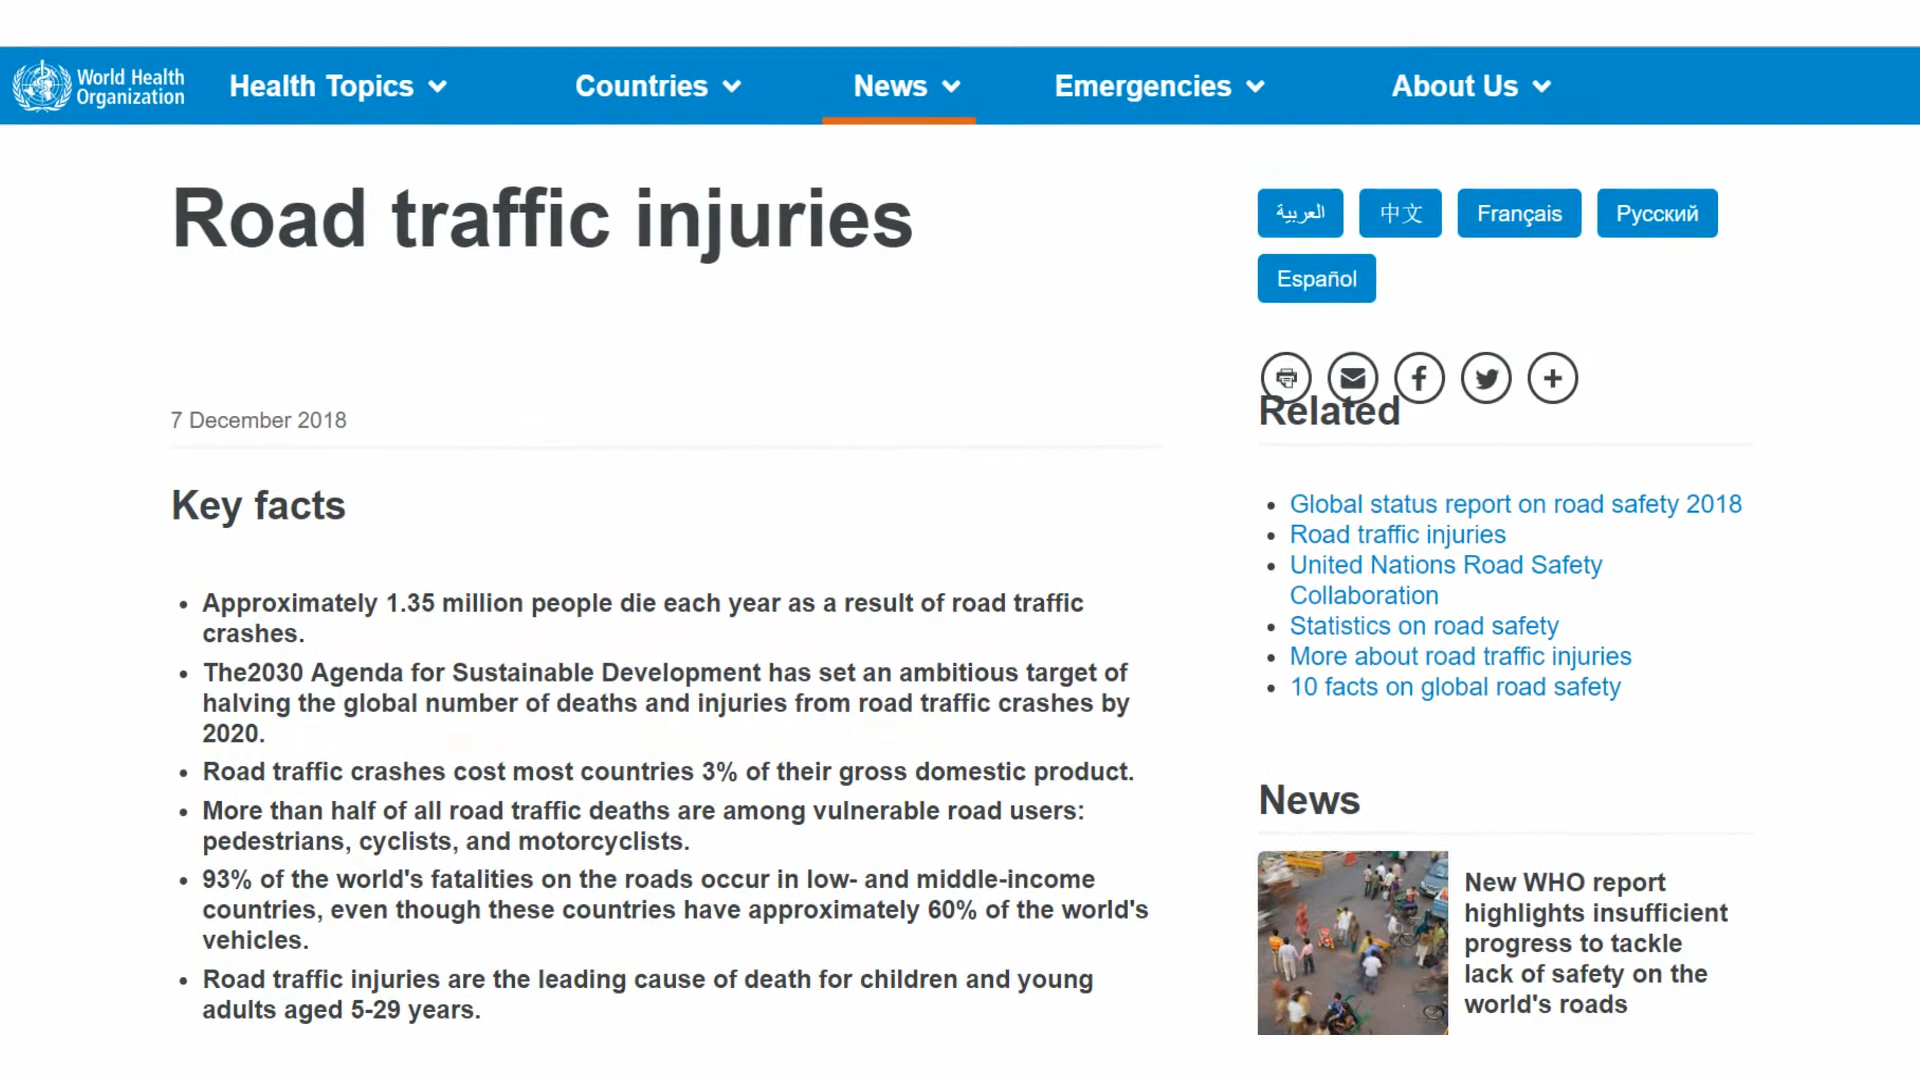 World Health
Organization
Health Topics
Countries
News
Emergencies
About Us
Road traffic injuries
العربية
中文
Français
Русский
Español
7 December 2018
Key facts
Approximately 1.35 million people die each year as a result of road traffic
crashes.
The2030 Agenda for Sustainable Development has set an ambitious target of
halving the global number of deaths and injuries from road traffic crashes by
2020.
Road traffic crashes cost most countries 3% of their gross domestic product.
More than half of all road traffic deaths are among vulnerable road users:
pedestrians, cyclists, and motorcyclists.
93% of the world's fatalities on the roads occur in low- and middle-income
countries, even though these countries have approximately 60% of the world's
vehicles.
Road traffic injuries are the leading cause of death for children and young
adults aged 5-29 years.
Related
Global status report on road safety 2018
Road traffic injuries
United Nations Road Safety
Collaboration
Statistics on road safety
More about road traffic injuries
10 facts on global road safety
News
New WHO report
highlights insufficient
progress to tackle
lack of safety on the
world's roads